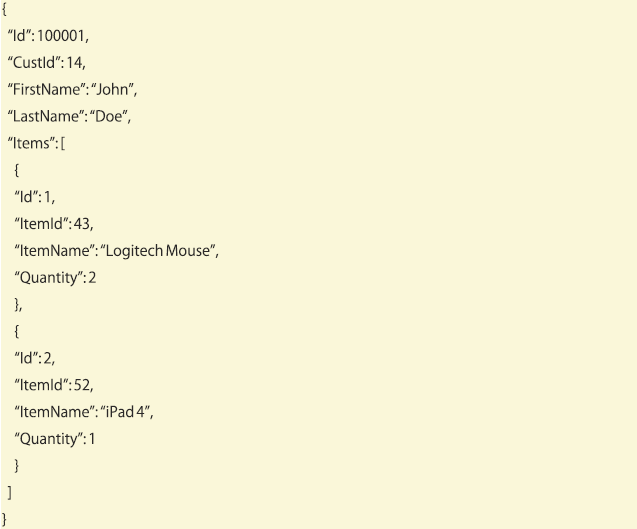 {
“Id”: 100001,
“CustId”: 14,
“FirstName”: “John”,
“LastName”: “Doe”,
“Items”: [
{
“Id”: 1,
“ItemId”: 43,
“ItemName”: “Logitech Mouse”,
“Quantity”: 2
},
{
“Id”: 2,
“ItemId”: 52,
“ItemName”: “iPad 4”,
“Quantity”: 1
}
]
}